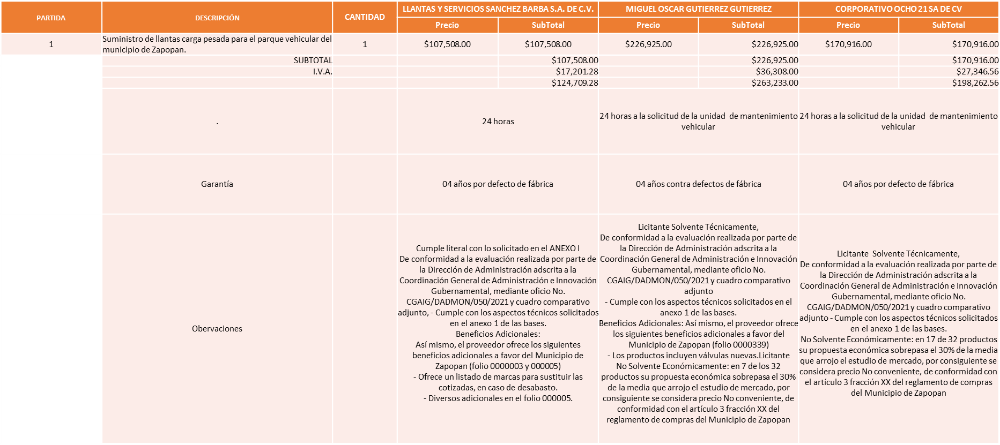 PARTIDA
DESCRIPCIÓN
CANTIDAD
LLANTAS Y SERVICIOS SANCHEZ BARBA S.A. DE C.V.
MIGUEL OSCAR GUTIERREZ GUTIERREZ
CORPORATIVO OCHO 21 SA DE CV
Precio
SubTotal
Precio
SubTotal
Precio
SubTotal
1
Suministro de llantas carga pesada para el parque vehicular del
municipio de Zapopan.
1
$107,508.00
$107,508.00
$226,925.00
$226,925.00
$170,916.00
$170,916.00
SUBTOTAL
$107,508.00
$226,925.00
$170,916.00
I.V.A.
$17,201.28
$36,308.00
$27,346.56
$124,709.28
$263,233.00
$198,262.56
.
24 horas
24 horas a la solicitud de la unidad  de mantenimiento
vehicular
24 horas a la solicitud de la unidad  de mantenimiento
vehicular
Garantía
04 años por defecto de fábrica
04 años contra defectos de fábrica
04 años por defecto de fábrica
Obervaciones
Cumple literal con lo solicitado en el ANEXO I
De conformidad a la evaluación realizada por parte de
la Dirección de Administración adscrita a la
Coordinación General de Administración e Innovación
Gubernamental, mediante oficio No.
CGAIG/DADMON/050/2021 y cuadro comparativo
adjunto, - Cumple con los aspectos técnicos solicitados
en el anexo 1 de las bases.
Beneficios Adicionales:
Así mismo, el proveedor ofrece los siguientes
beneficios adicionales a favor del Municipio de
Zapopan (folio 0000003 y 000005)
- Ofrece un listado de marcas para sustituir las
cotizadas, en caso de desabasto.
- Diversos adicionales en el folio 000005.
Licitante Solvente Técnicamente,
De conformidad a la evaluación realizada por parte de
la Dirección de Administración adscrita a la
Coordinación General de Administración e Innovación
Gubernamental, mediante oficio No.
CGAIG/DADMON/050/2021 y cuadro comparativo
adjunto
- Cumple con los aspectos técnicos solicitados en el
anexo 1 de las bases.
Beneficios Adicionales: Así mismo, el proveedor ofrece
los siguientes beneficios adicionales a favor del
Municipio de Zapopan (folio 0000339)
- Los productos incluyen válvulas nuevas.Licitante
No Solvente Económicamente: en 7 de los 32
productos su propuesta económica sobrepasa el 30%
de la media que arrojo el estudio de mercado, por
consiguiente se considera precio No conveniente, de
conformidad con el artículo 3 fracción XX del
reglamento de compras del Municipio de Zapopan
Licitante  Solvente Técnicamente,
De conformidad a la evaluación realizada por parte de
la Dirección de Administración adscrita a la
Coordinación General de Administración e Innovación
Gubernamental, mediante oficio No.
CGAIG/DADMON/050/2021 y cuadro comparativo
adjunto - Cumple con los aspectos técnicos solicitados
en el anexo 1 de las bases.
No Solvente Económicamente: en 17 de 32 productos
su propuesta económica sobrepasa el 30% de la media
que arrojo el estudio de mercado, por consiguiente se
considera precio No conveniente, de conformidad con
el artículo 3 fracción XX del reglamento de compras
del Municipio de Zapopan